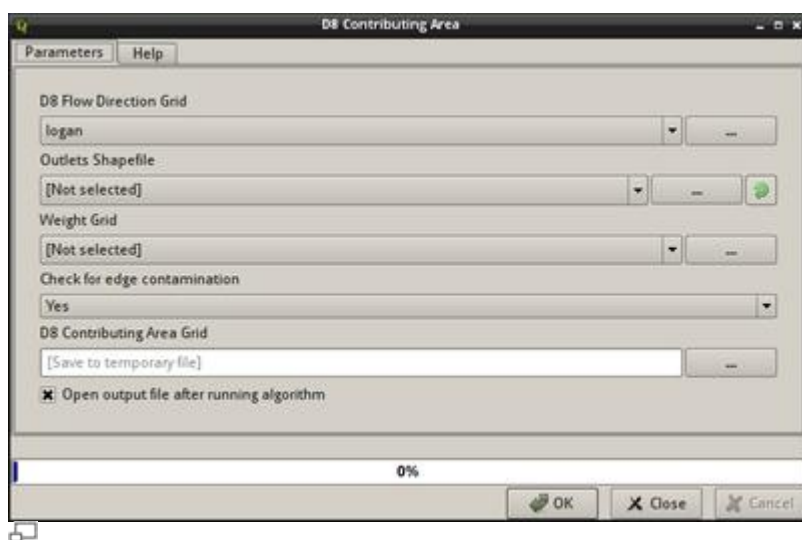 D8 Contributing Area
Parameters Help
D8 Flow Direction Grid
logan ...
Outlets Shapefile
[Not selected] ...
Weight Grid
[Not selected] ...
Check for edge contamination
Yes
D8 Contributing Area Grid
[Save to temporary file] ...
Open output file after running algorithm
0%
OK Close Cancel